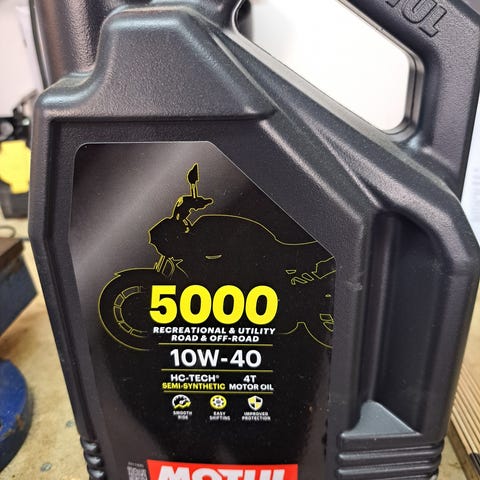 TUL
5000
RECREATIONAL & UTILITY
ROAD & OFF-ROAD
10W-40
HC-TECH® 4T
SEMI-SYNTHETIC MOTOR OIL
SMOOTH RIDE
EASY SHIFTING
IMPROVED PROTECTION
MOTUL